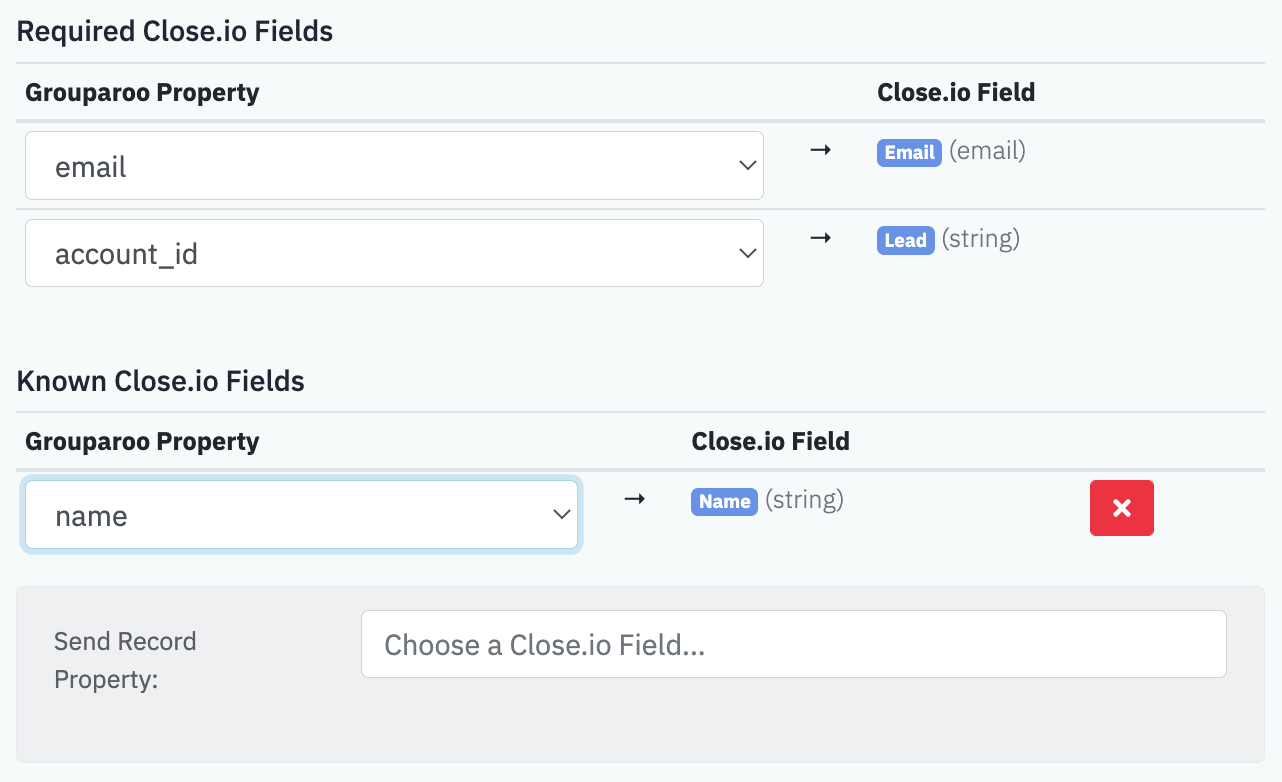 Required Close.io Fields
Grouparoo Property Close.io Field
email → Email (email)
account_id → Lead (string)
Known Close.io Fields
Grouparoo Property Close.io Field
name → Name (string)
Send Record
Property:
Choose a Close.io Field...